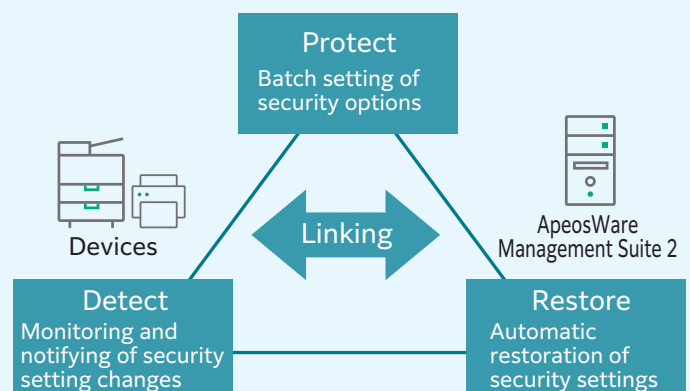 Protect
Batch setting of
security options
Devices
Linking
ApeosWare
Management Suite 2
Detect
Monitoring and
notifying of security
setting changes
Restore
Automatic
restoration of
security settings